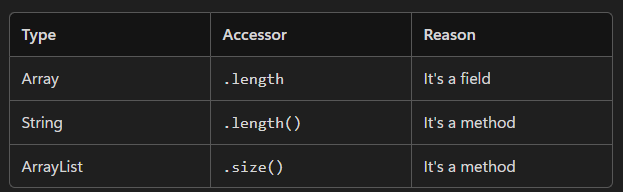 Type Accessor Reason
Array .length It's a field
String .length() It's a method
ArrayList .size() It's a method